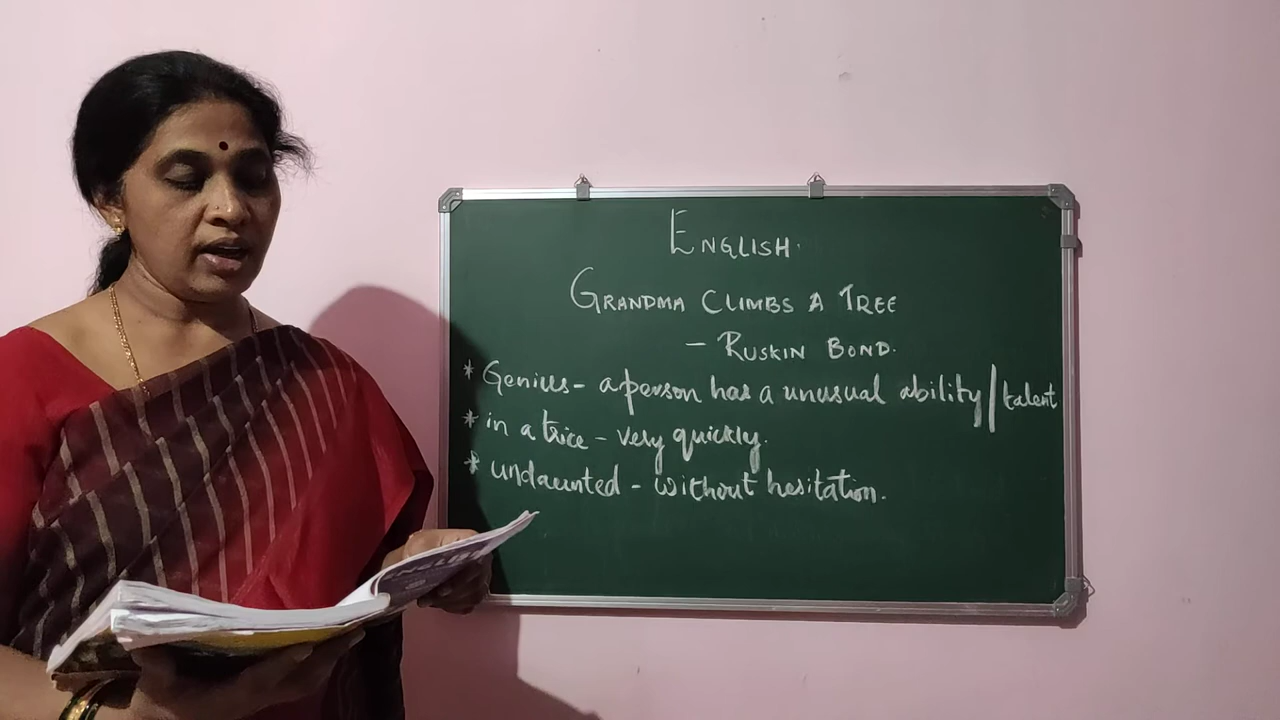 ENGLISH.
GRANDMA CLIMBS A TREE
- RUSKIN BOND.
* Genius - a person has a unusual ability/talent
* in a trice - very quickly.
* undaunted - without hesitation.
ENGLISH